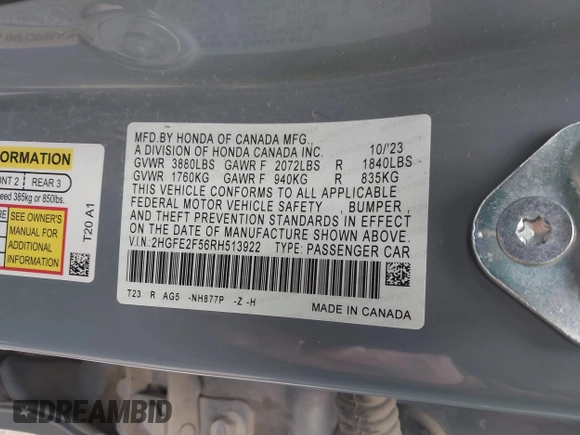 MFD.BY HONDA OF CANADA MFG.,
A DIVISION OF HONDA CANADA INC. 10/'23
GVWR 3880LBS GAWR F 2072LBS R 1840LBS
GVWR 1760KG GAWR F 940KG R 835KG
THIS VEHICLE CONFORMS TO ALL APPLICABLE
FEDERAL MOTOR VEHICLE SAFETY , BUMPER ,
AND THEFT PREVENTION STANDARDS IN EFFECT
ON THE DATE OF MANUFACTURE SHOWN ABOVE.
V.I.N.:2HGFE2F56RH513922 TYPE: PASSENGER CAR
T23 R AG5 -NH877P -Z -H
MADE IN CANADA
FORMATION
NT 2 REAR 3
eed 385kg or 850lbs.
SEE OWNER'S
MANUAL FOR
ADDITIONAL
INFORMATION
T20 A1
DREAMBID